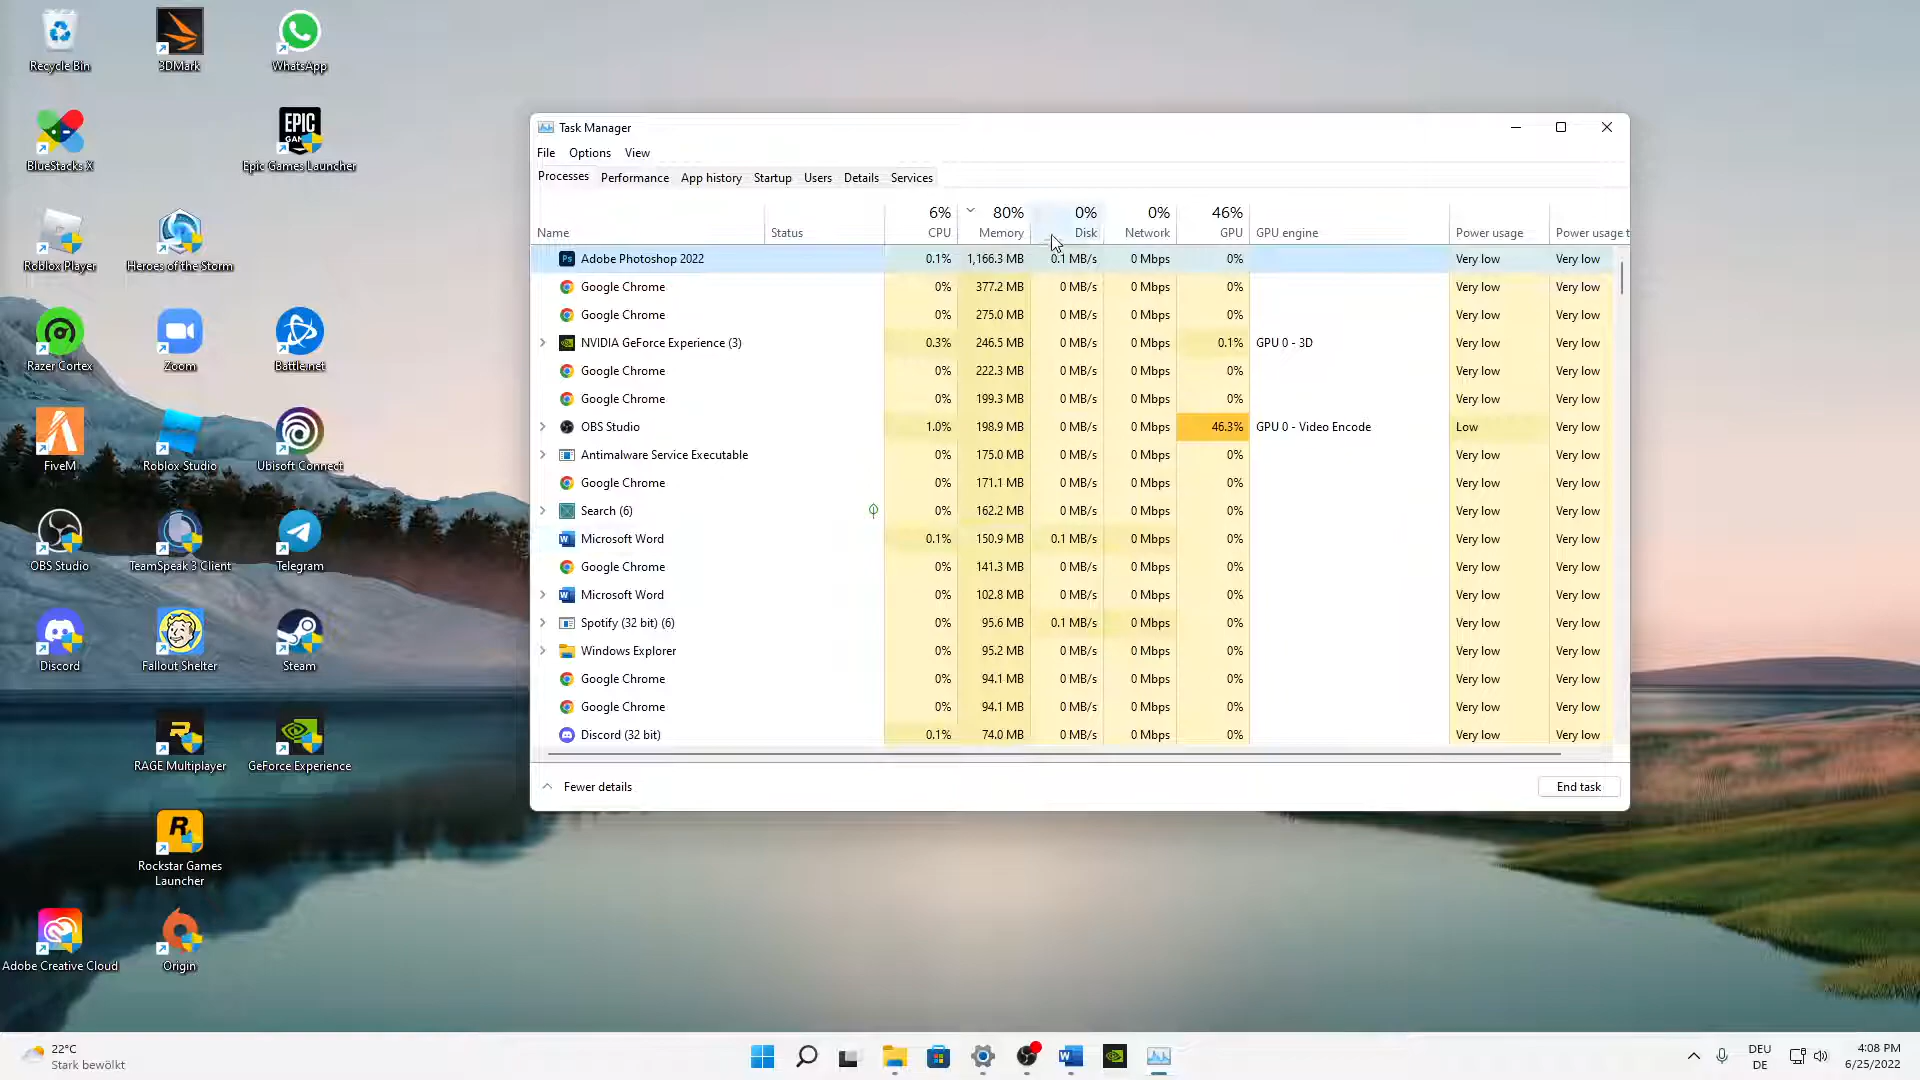 Recycle Bin
3DMark
WhatsApp
BlueStacks X
EPIC
GAMES
Epic Games Launcher
Roblox Player
Heroes of the Storm
Razer Cortex
Zoom
Battle.net
FiveM
Roblox Studio
Ubisoft Connect
OBS Studio
TeamSpeak 3 Client
Telegram
Discord
Fallout Shelter
Steam
RAGE Multiplayer
GeForce Experience
Rockstar Games
Launcher
Adobe Creative Cloud
Origin
Task Manager
File Options View
Processes Performance App history Startup Users Details Services
6% 80% 0% 0% 46%
Name Status CPU Memory Disk Network GPU GPU engine Power usage Power usage t
Ps Adobe Photoshop 2022 0.1% 1,166.3 MB 0.1 MB/s 0 Mbps 0% Very low Very low
Google Chrome 0% 377.2 MB 0 MB/s 0 Mbps 0% Very low Very low
Google Chrome 0% 275.0 MB 0 MB/s 0 Mbps 0% Very low Very low
NVIDIA GeForce Experience (3) 0.3% 246.5 MB 0 MB/s 0 Mbps 0.1% GPU 0 - 3D Very low Very low
Google Chrome 0% 222.3 MB 0 MB/s 0 Mbps 0% Very low Very low
Google Chrome 0% 199.3 MB 0 MB/s 0 Mbps 0% Very low Very low
OBS Studio 1.0% 198.9 MB 0 MB/s 0 Mbps 46.3% GPU 0 - Video Encode Low Very low
Antimalware Service Executable 0% 175.0 MB 0 MB/s 0 Mbps 0% Very low Very low
Google Chrome 0% 171.1 MB 0 MB/s 0 Mbps 0% Very low Very low
Search (6) 0% 162.2 MB 0 MB/s 0 Mbps 0% Very low Very low
Microsoft Word 0.1% 150.9 MB 0.1 MB/s 0 Mbps 0% Very low Very low
Google Chrome 0% 141.3 MB 0 MB/s 0 Mbps 0% Very low Very low
Microsoft Word 0% 102.8 MB 0 MB/s 0 Mbps 0% Very low Very low
Spotify (32 bit) (6) 0% 95.6 MB 0.1 MB/s 0 Mbps 0% Very low Very low
Windows Explorer 0% 95.2 MB 0 MB/s 0 Mbps 0% Very low Very low
Google Chrome 0% 94.1 MB 0 MB/s 0 Mbps 0% Very low Very low
Google Chrome 0% 94.1 MB 0 MB/s 0 Mbps 0% Very low Very low
Discord (32 bit) 0.1% 74.0 MB 0 MB/s 0 Mbps 0% Very low Very low
Fewer details End task
22°C
Stark bewölkt
DEU
DE
4:08 PM
6/25/2022